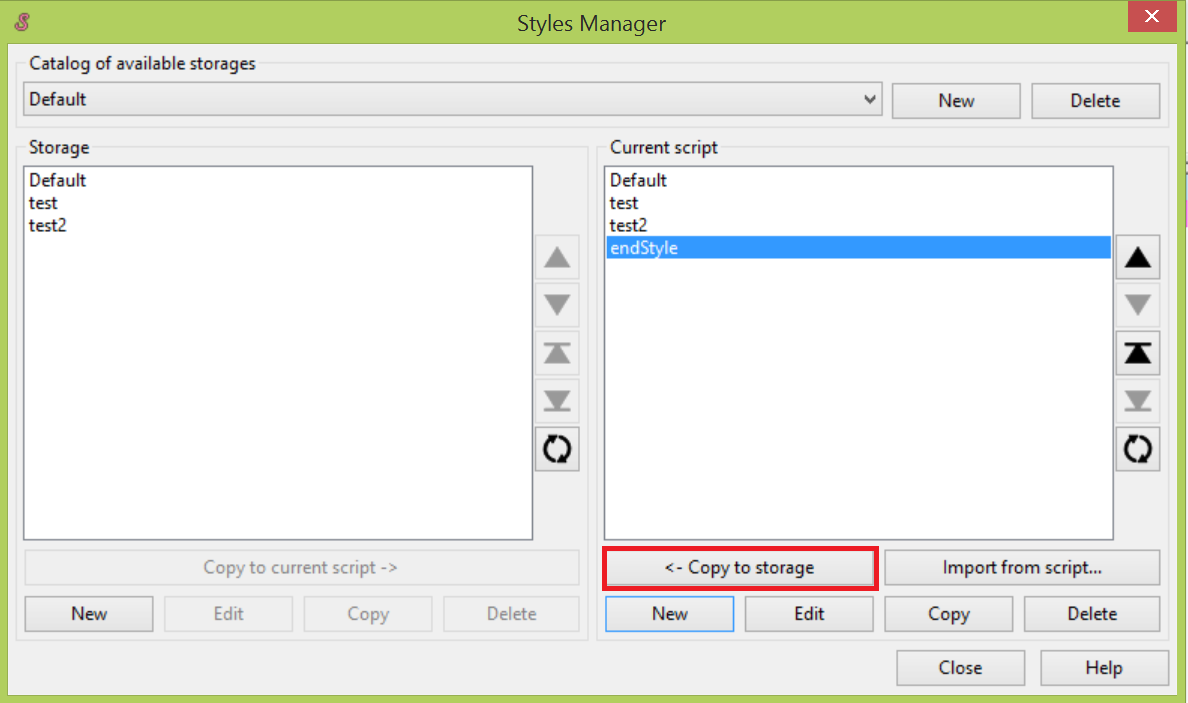 Styles Manager
Catalog of available storages
Default
New
Delete
Storage
Default
test
test2
Copy to current script ->
New
Edit
Copy
Delete
Current script
Default
test
test2
endStyle
<- Copy to storage
Import from script...
New
Edit
Copy
Delete
Close
Help